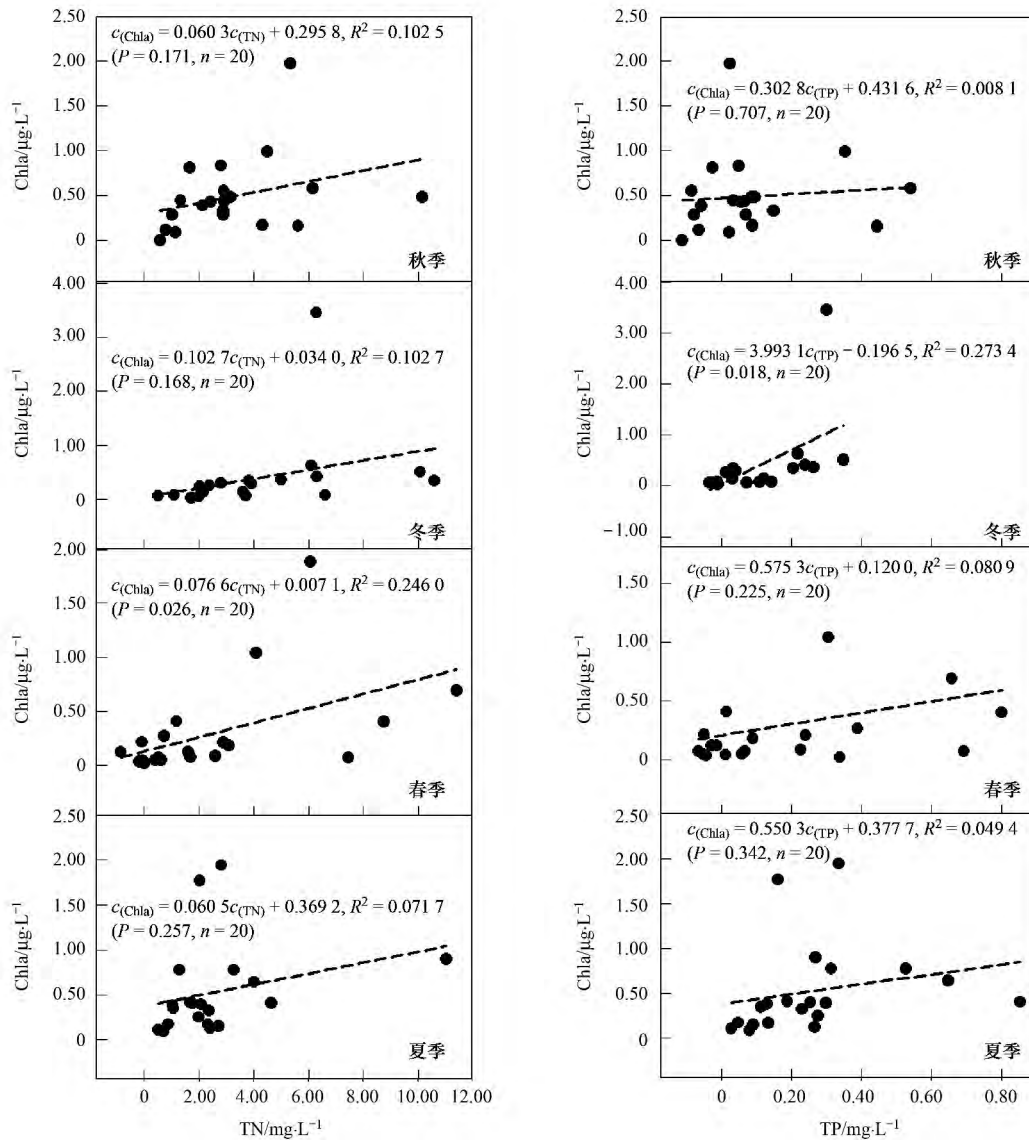 2.50
2.00
1.50
1.00
0.50
0
Chla/μg·L⁻¹
c(Chla) = 0.060 3c(TN) + 0.295 8, R² = 0.102 5
(P = 0.171, n = 20)
秋季
4.00
3.00
2.00
1.00
0
Chla/μg·L⁻¹
c(Chla) = 0.102 7c(TN) + 0.034 0, R² = 0.102 7
(P = 0.168, n = 20)
冬季
2.00
1.50
1.00
0.50
0
Chla/μg·L⁻¹
c(Chla) = 0.076 6c(TN) + 0.007 1, R² = 0.246 0
(P = 0.026, n = 20)
春季
2.50
2.00
1.50
1.00
0.50
0
Chla/μg·L⁻¹
c(Chla) = 0.060 5c(TN) + 0.369 2, R² = 0.071 7
(P = 0.257, n = 20)
夏季
0 2.00 4.00 6.00 8.00 10.00 12.00
TN/mg·L⁻¹
2.50
2.00
1.50
1.00
0.50
0
Chla/μg·L⁻¹
c(Chla) = 0.302 8c(TP) + 0.431 6, R² = 0.008 1
(P = 0.707, n = 20)
秋季
4.00
3.00
2.00
1.00
0
−1.00
Chla/μg·L⁻¹
c(Chla) = 3.993 1c(TP) − 0.196 5, R² = 0.273 4
(P = 0.018, n = 20)
冬季
1.50
1.00
0.50
0
Chla/μg·L⁻¹
c(Chla) = 0.575 3c(TP) + 0.120 0, R² = 0.080 9
(P = 0.225, n = 20)
春季
2.50
2.00
1.50
1.00
0.50
0
Chla/μg·L⁻¹
c(Chla) = 0.550 3c(TP) + 0.377 7, R² = 0.049 4
(P = 0.342, n = 20)
夏季
0 0.20 0.40 0.60 0.80
TP/mg·L⁻¹